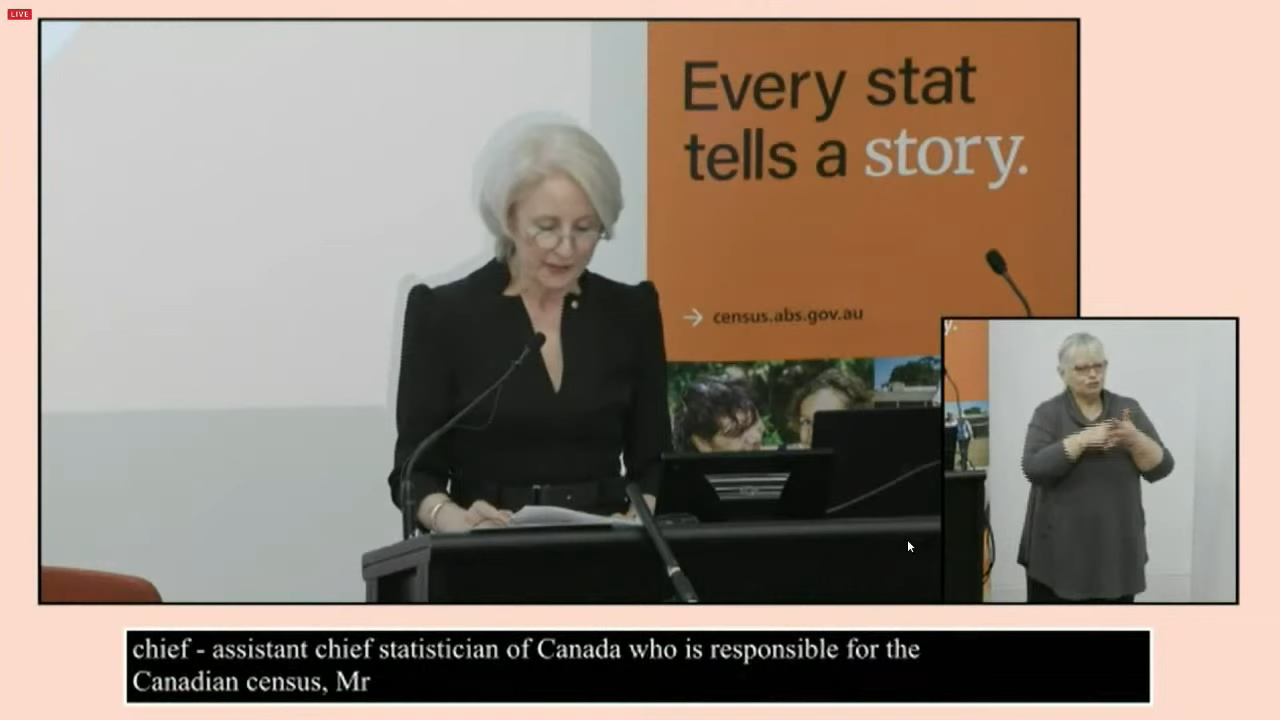 LIVE
Every stat
tells a story.
→ census.abs.gov.au
y.
chief - assistant chief statistician of Canada who is responsible for the
Canadian census, Mr